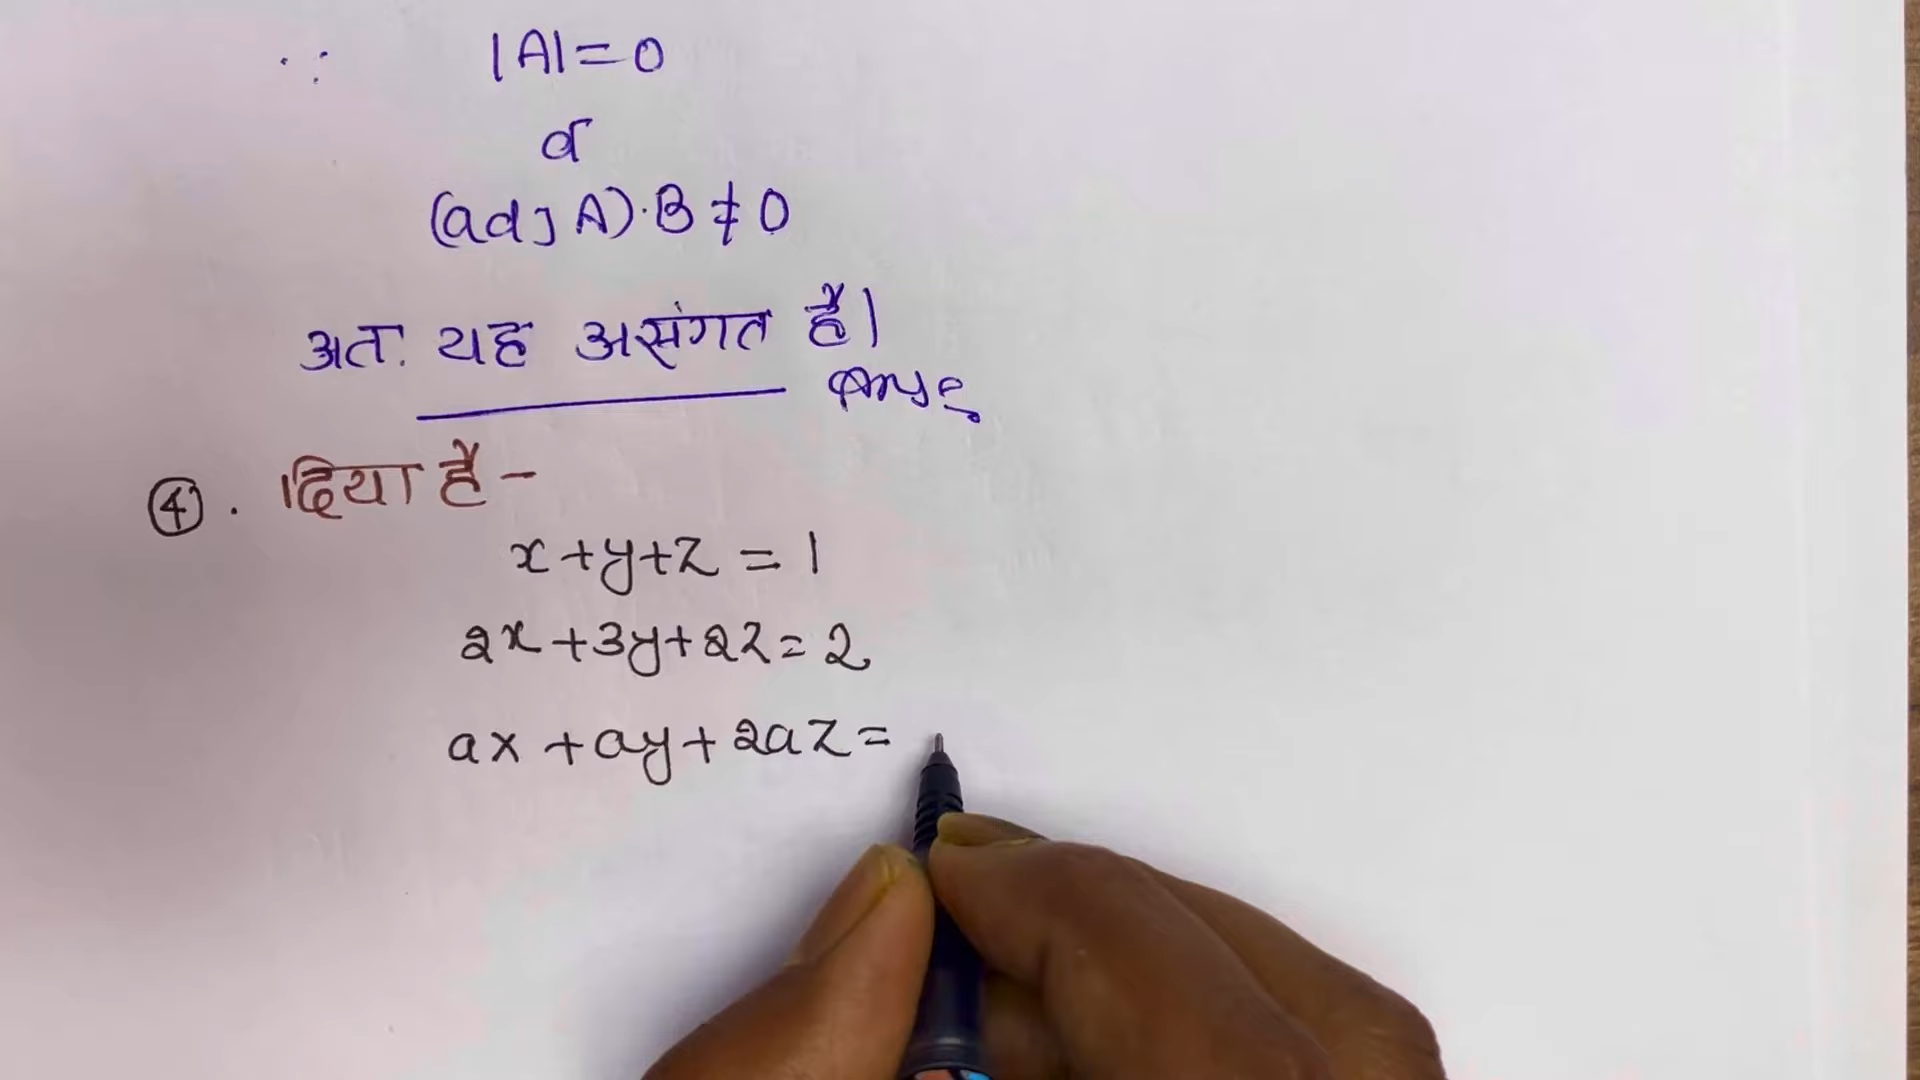 ∵ |A|=0
व
(adj A)·B≠0
अत. यह असंगत है।
Ans
④. दिया है -
x+y+z = 1
2x+3y+2z=2
ax+ay+2az=